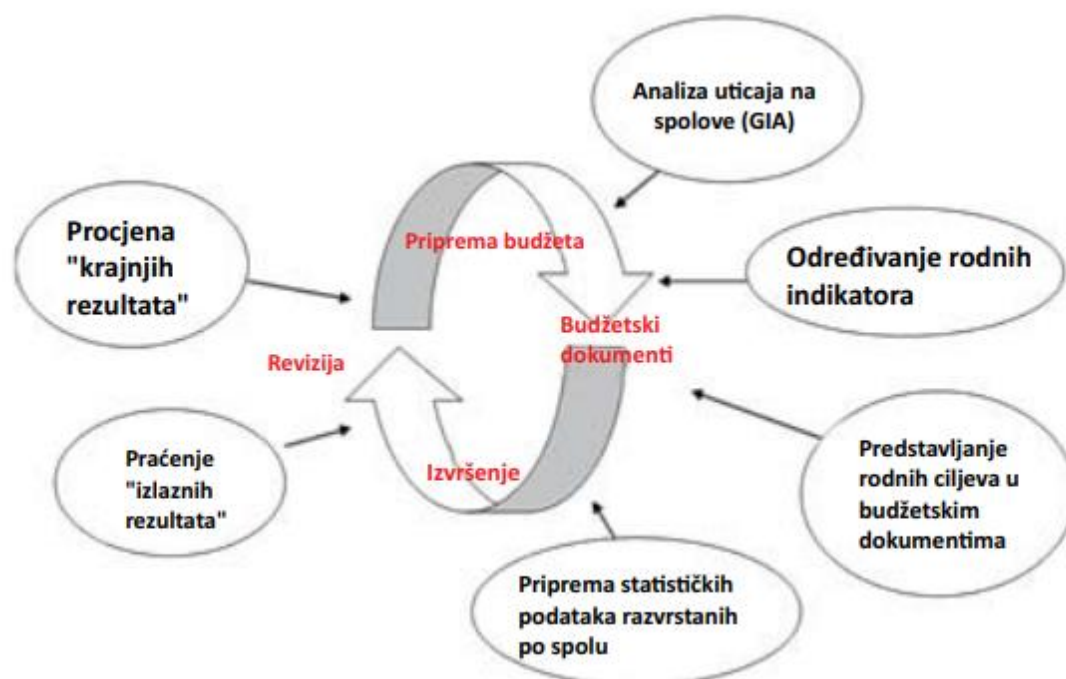 Analiza uticaja na
spolove (GIA)
Procjena
"krajnjih
rezultata"
Priprema budžeta
Određivanje rodnih
indikatora
Budžetski
dokumenti
Revizija
Praćenje
"izlaznih
rezultata"
Izvršenje
Predstavljanje
rodnih ciljeva u
budžetskim
dokumentima
Priprema statističkih
podataka razvrstanih
po spolu